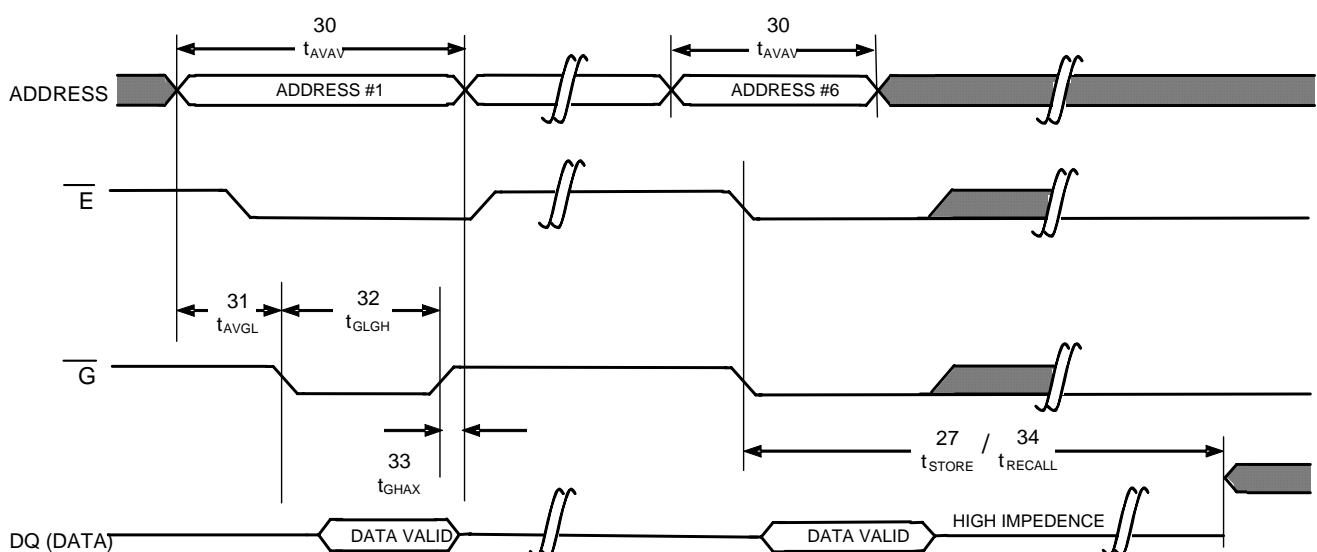 30
tAVAV
30
tAVAV
ADDRESS
ADDRESS #1
ADDRESS #6
E
31
tAVGL
32
tGLGH
G
33
tGHAX
27 / 34
tSTORE tRECALL
DQ (DATA)
DATA VALID
DATA VALID
HIGH IMPEDENCE